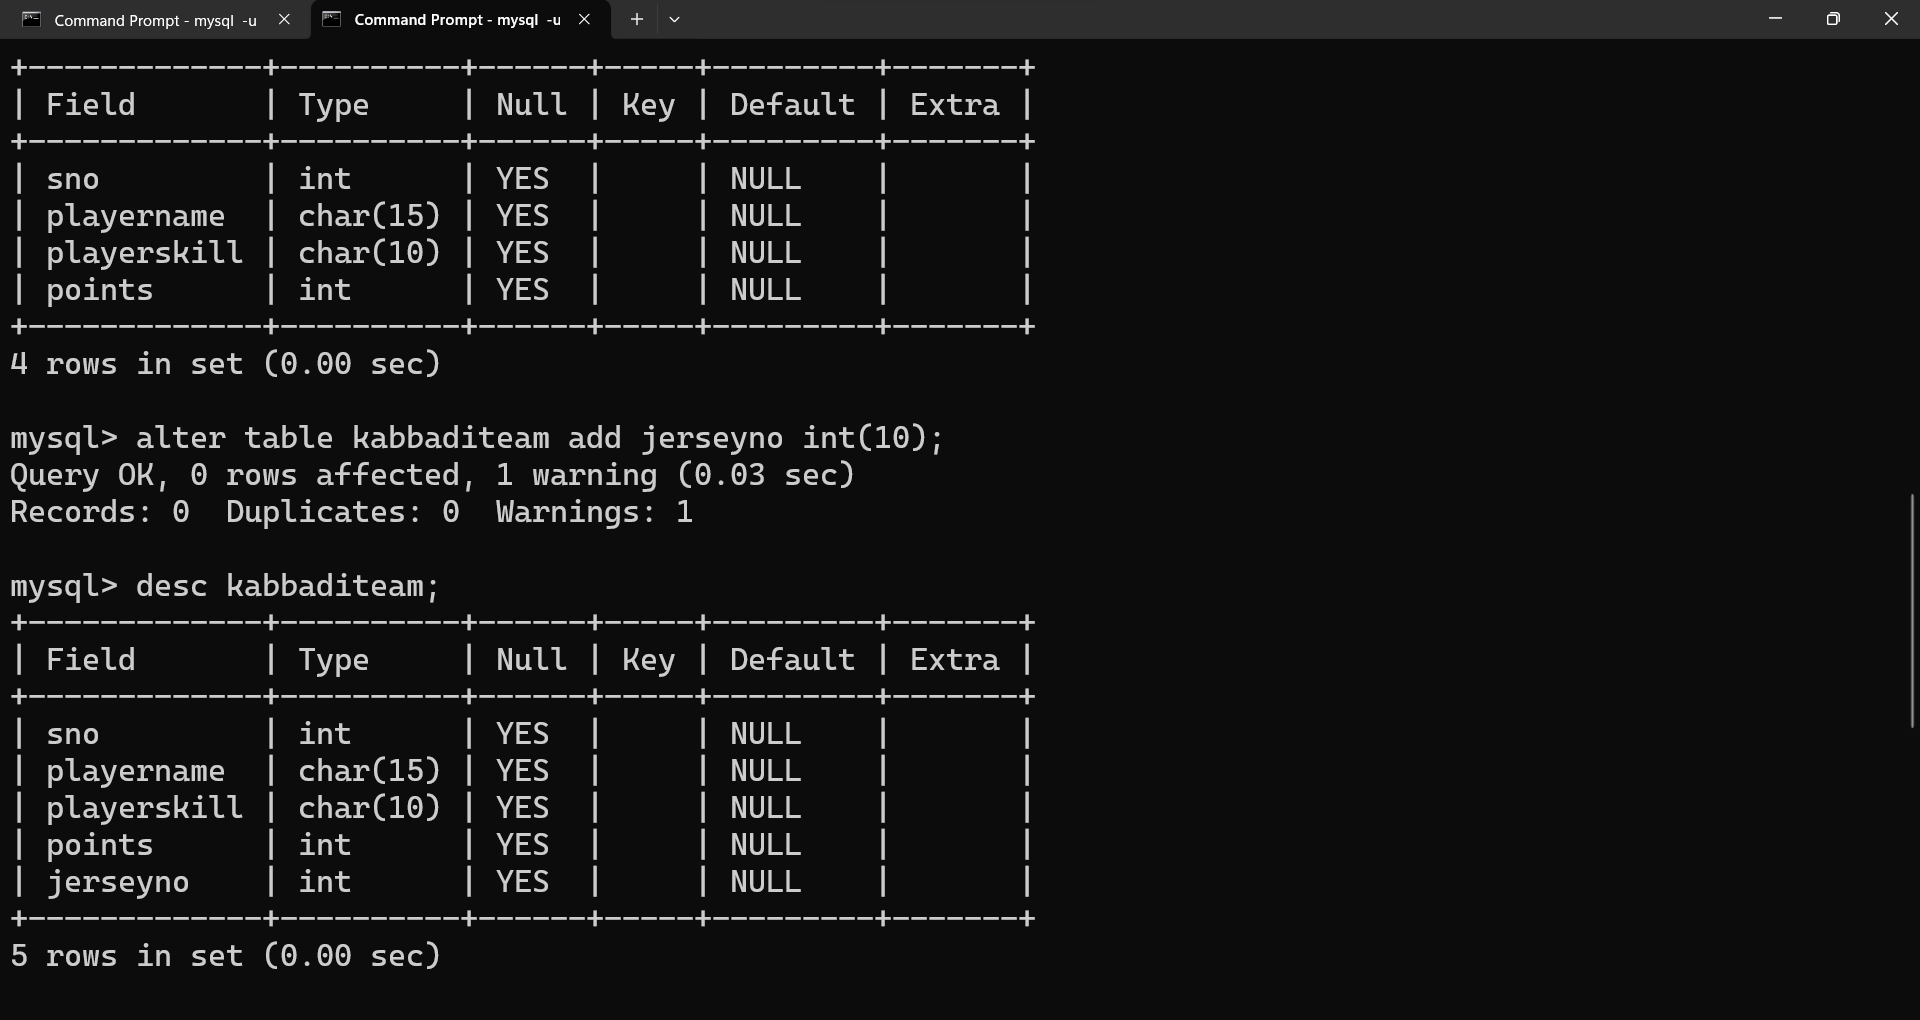 Command Prompt - mysql -u
Command Prompt - mysql -u
+-------------+----------+------+-----+---------+-------+
| Field       | Type     | Null | Key | Default | Extra |
+-------------+----------+------+-----+---------+-------+
| sno         | int      | YES  |     | NULL    |       |
| playername  | char(15) | YES  |     | NULL    |       |
| playerskill | char(10) | YES  |     | NULL    |       |
| points      | int      | YES  |     | NULL    |       |
+-------------+----------+------+-----+---------+-------+
4 rows in set (0.00 sec)
mysql> alter table kabbaditeam add jerseyno int(10);
Query OK, 0 rows affected, 1 warning (0.03 sec)
Records: 0  Duplicates: 0  Warnings: 1
mysql> desc kabbaditeam;
+-------------+----------+------+-----+---------+-------+
| Field       | Type     | Null | Key | Default | Extra |
+-------------+----------+------+-----+---------+-------+
| sno         | int      | YES  |     | NULL    |       |
| playername  | char(15) | YES  |     | NULL    |       |
| playerskill | char(10) | YES  |     | NULL    |       |
| points      | int      | YES  |     | NULL    |       |
| jerseyno    | int      | YES  |     | NULL    |       |
+-------------+----------+------+-----+---------+-------+
5 rows in set (0.00 sec)